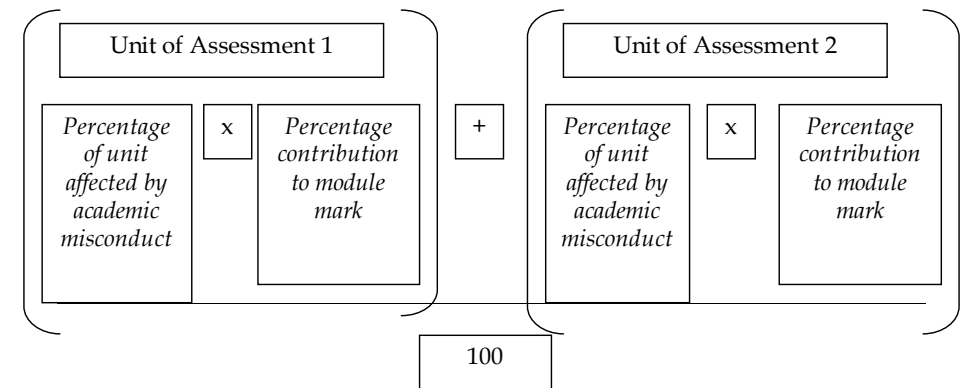 Unit of Assessment 1
Unit of Assessment 2
Percentage
of unit
affected by
academic
misconduct
x
Percentage
contribution
to module
mark
+
Percentage
of unit
affected by
academic
misconduct
x
Percentage
contribution
to module
mark
100